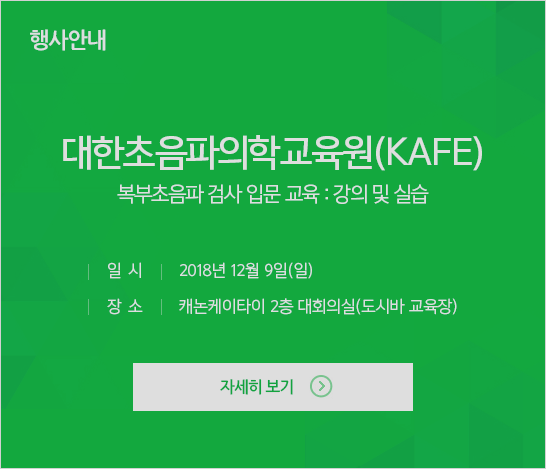 행사안내
대한초음파의학교육원(KAFE)
복부초음파 검사 입문 교육 : 강의 및 실습
일 시 2018년 12월 9일(일)
장 소 캐논케이타이 2층 대회의실(도시바 교육장)
자세히 보기